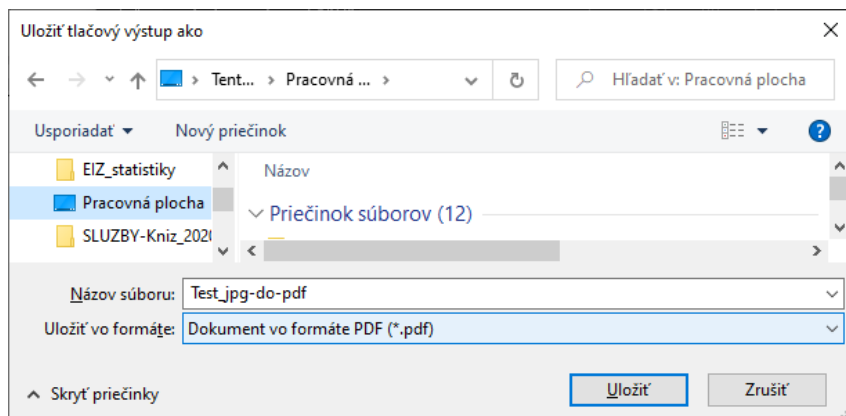 Uložiť tlačový výstup ako
Tent... Pracovná ... Hľadať v: Pracovná plocha
Usporiadať Nový priečinok
EIZ_statistiky
Pracovná plocha
SLUZBY-Kniz_202
Názov
Priečinok súborov (12)
Názov súboru: Test_jpg-do-pdf
Uložiť vo formáte: Dokument vo formáte PDF (*.pdf)
Skryť priečinky Uložiť Zrušiť